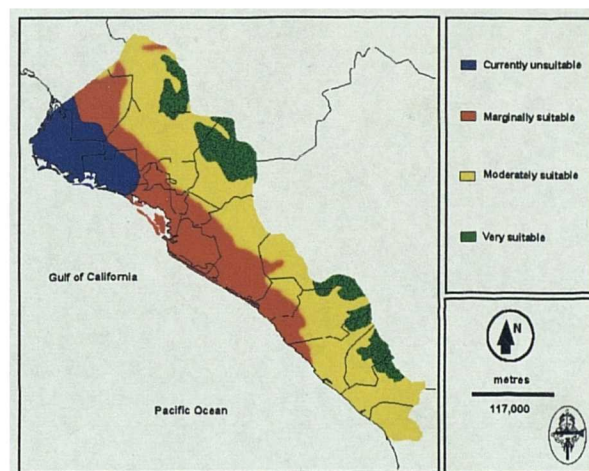 Currently unsuitable
Marginally suitable
Moderately suitable
Very suitable
Gulf of California
Pacific Ocean
N
metres
117,000